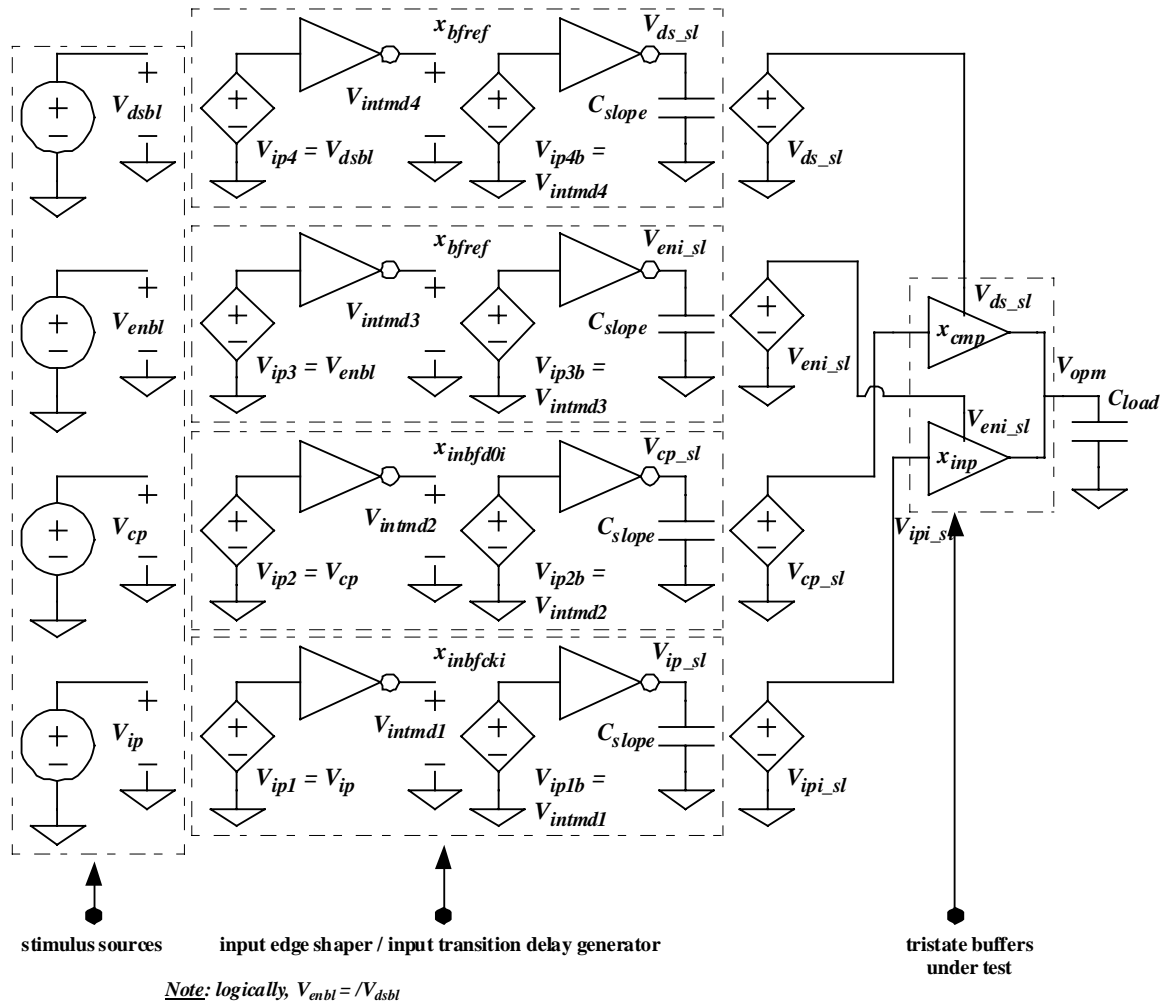 x_bfref
V_ds_sl
+
−
V_dsbl
+
−
+
−
V_intmd4
+
−
+
−
C_slope
+
−
V_ip4 = V_dsbl
V_ip4b =
V_intmd4
V_ds_sl
x_bfref
V_eni_sl
+
−
V_enbl
+
−
+
−
V_intmd3
+
−
+
−
C_slope
+
−
V_ip3 = V_enbl
V_ip3b =
V_intmd3
V_eni_sl
V_ds_sl
x_cmp
V_opm
C_load
V_eni_sl
x_inp
x_inbfd0i
V_cp_sl
+
−
V_cp
+
−
+
−
V_intmd2
+
−
+
−
C_slope
+
−
V_ipi_sl
V_ip2 = V_cp
V_ip2b =
V_intmd2
V_cp_sl
x_inbfcki
V_ip_sl
+
−
V_ip
+
−
+
−
V_intmd1
+
−
+
−
C_slope
+
−
V_ip1 = V_ip
V_ip1b =
V_intmd1
V_ipi_sl
stimulus sources
input edge shaper / input transition delay generator
tristate buffers
under test
Note: logically, V_enbl = /V_dsbl